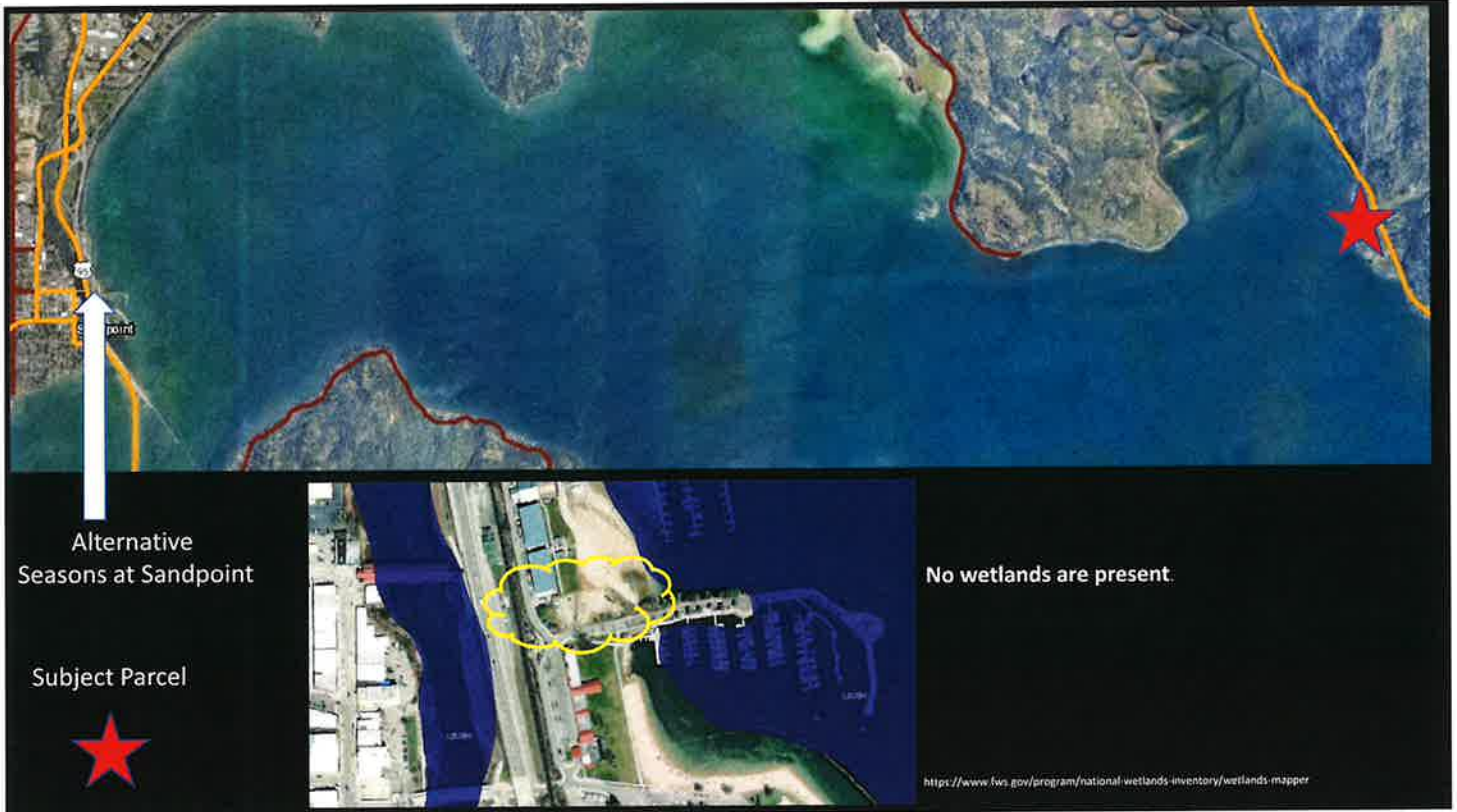 95
Alternative
Seasons at Sandpoint
No wetlands are present.
Subject Parcel
https://www.fws.gov/program/national-wetlands-inventory/wetlands-mapper